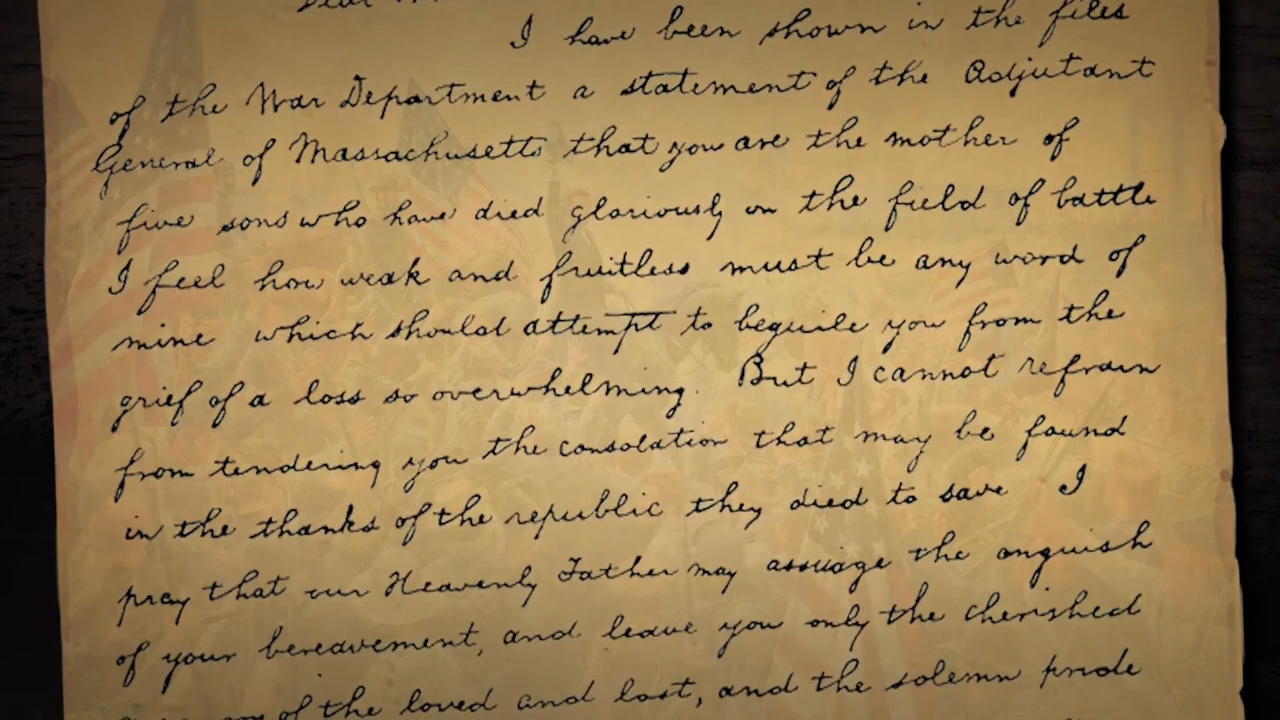 Dear
I have been shown in the files
of the War Department a statement of the Adjutant
General of Massachusetts that you are the mother of
five sons who have died gloriously on the field of battle
I feel how weak and fruitless must be any word of
mine which should attempt to beguile you from the
grief of a loss so overwhelming. But I cannot refrain
from tendering you the consolation that may be found
in the thanks of the republic they died to save I
pray that our Heavenly Father may assuage the anguish
of your bereavement, and leave you only the cherished
of the loved and lost, and the solemn pride